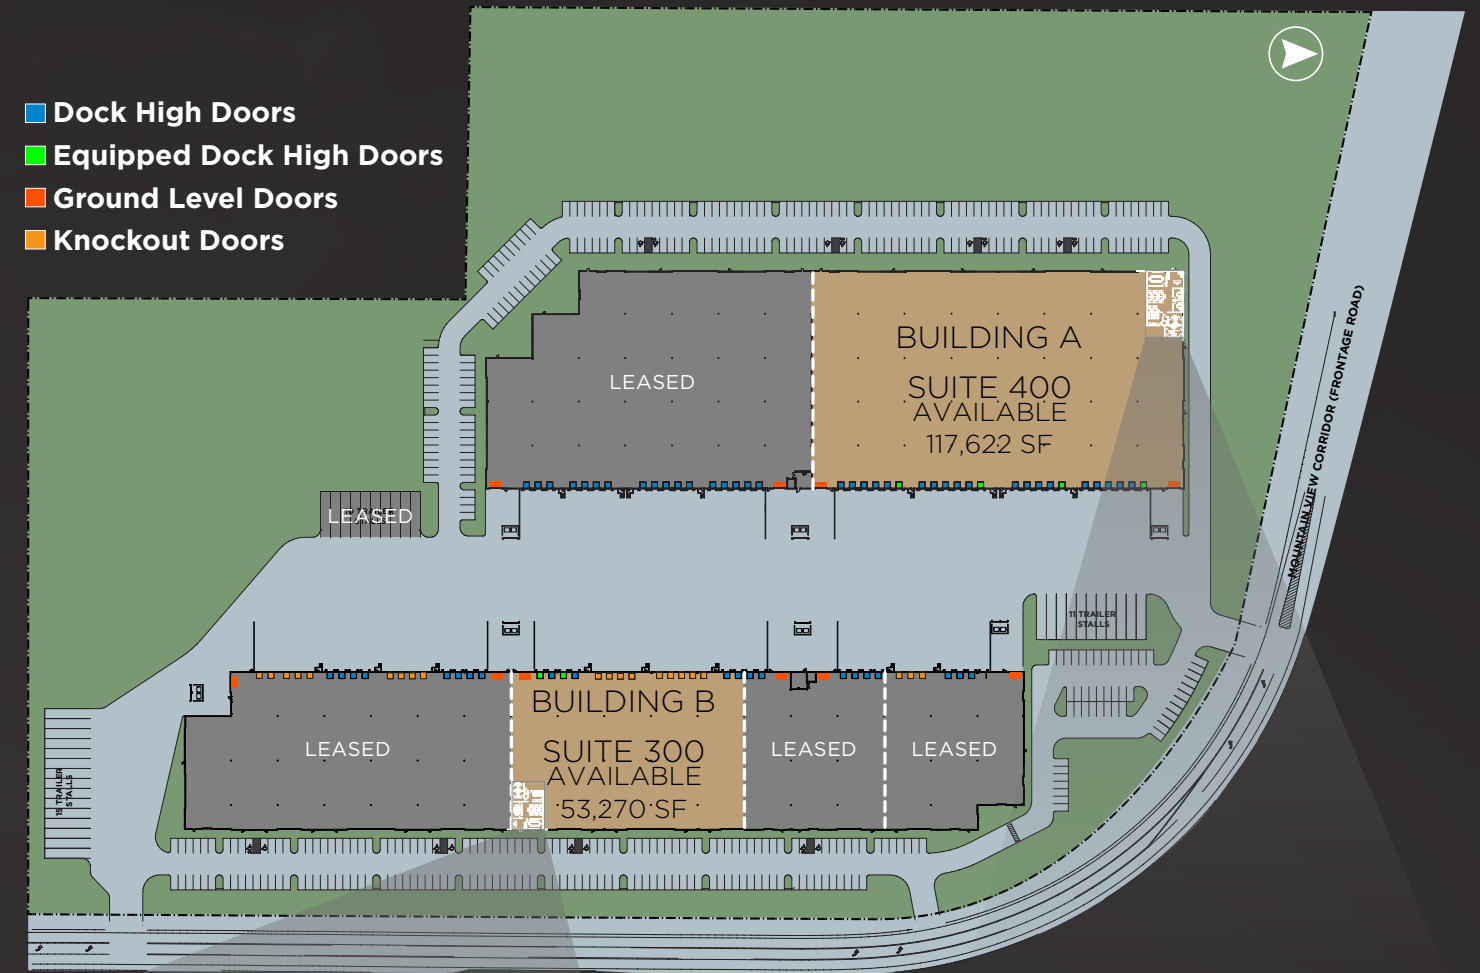 Dock High Doors
Equipped Dock High Doors
Ground Level Doors
Knockout Doors
BUILDING A
SUITE 400
AVAILABLE
117,622 SF
LEASED
LEASED
MOUNTAIN VIEW CORRIDOR (FRONTAGE ROAD)
11 TRAILER
STALLS
BUILDING B
SUITE 300
AVAILABLE
53,270 SF
LEASED
LEASED
LEASED
15 TRAILER
STALLS